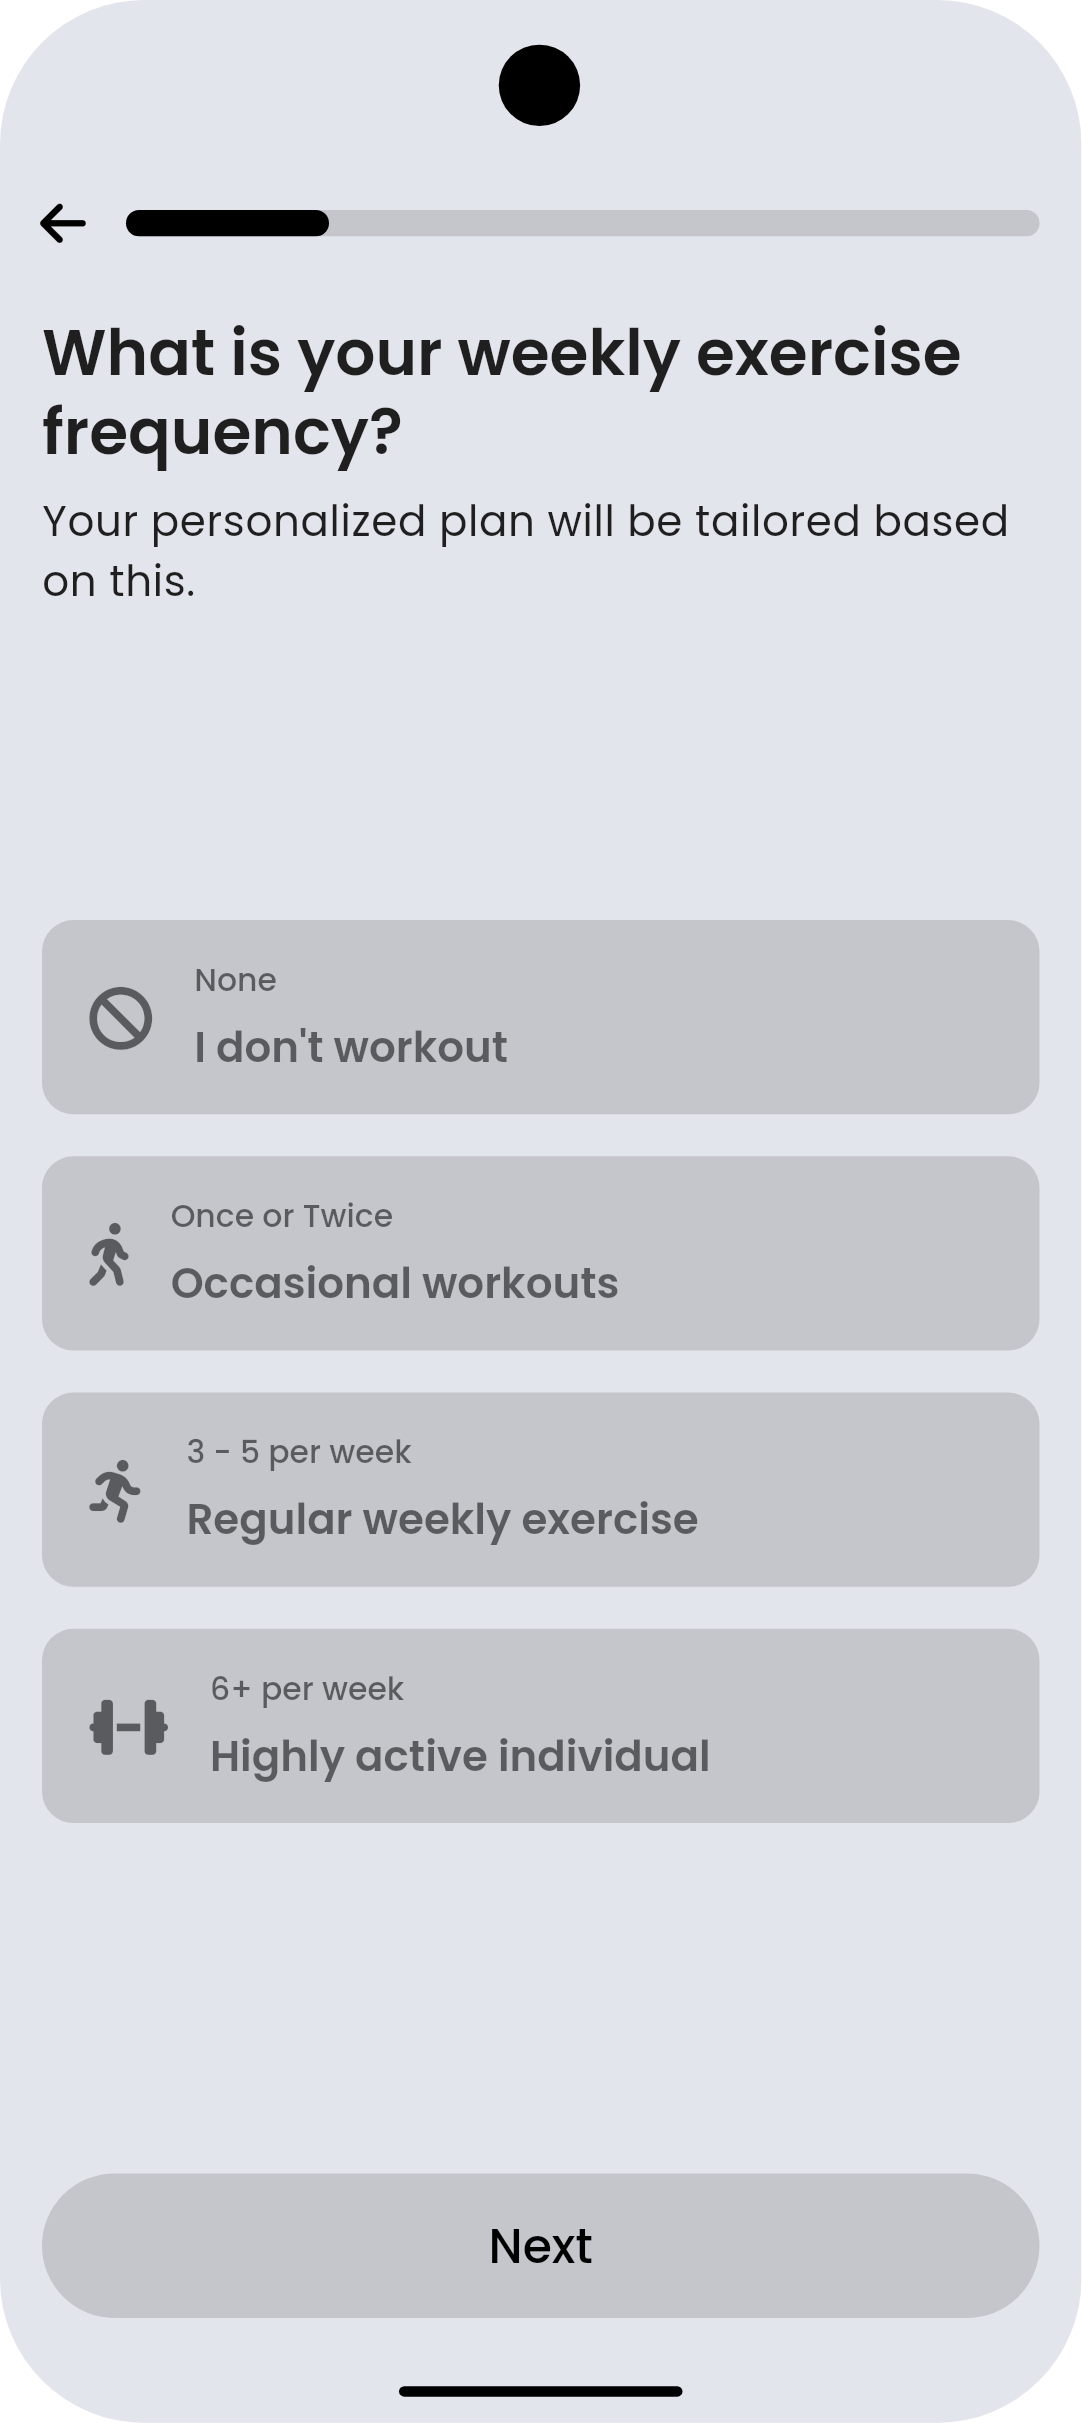 What is your weekly exercise
frequency?
Your personalized plan will be tailored based
on this.
None
I don't workout
Once or Twice
Occasional workouts
3 - 5 per week
Regular weekly exercise
6+ per week
Highly active individual
Next